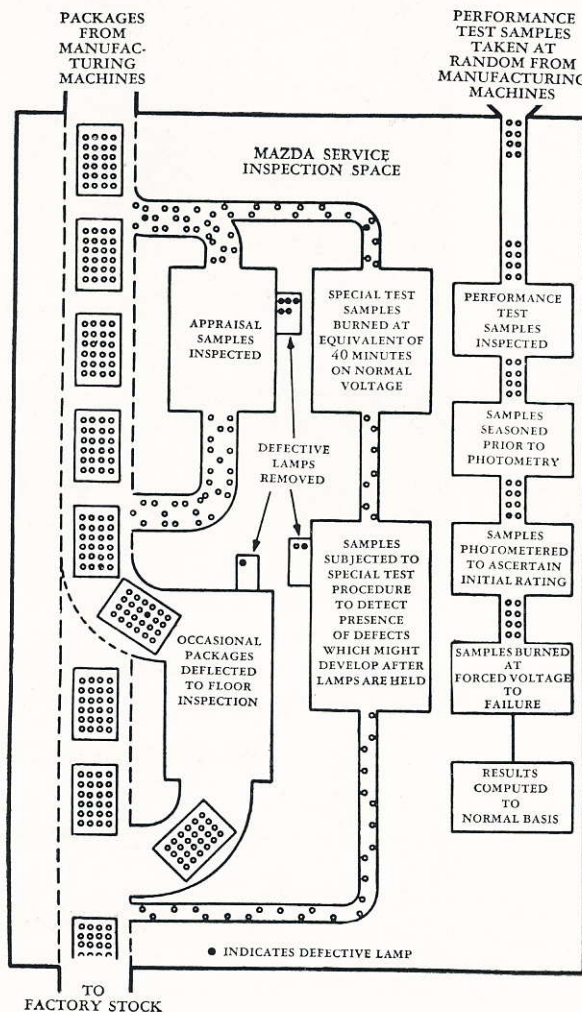 PACKAGES
FROM
MANUFAC-
TURING
MACHINES
PERFORMANCE
TEST SAMPLES
TAKEN AT
RANDOM FROM
MANUFACTURING
MACHINES
MAZDA SERVICE
INSPECTION SPACE
APPRAISAL
SAMPLES
INSPECTED
SPECIAL TEST
SAMPLES
BURNED AT
EQUIVALENT OF
40 MINUTES
ON NORMAL
VOLTAGE
PERFORMANCE
TEST
SAMPLES
INSPECTED
DEFECTIVE
LAMPS
REMOVED
SAMPLES
SEASONED
PRIOR TO
PHOTOMETRY
SAMPLES
SUBJECTED TO
SPECIAL TEST
PROCEDURE
TO DETECT
PRESENCE
OF DEFECTS
WHICH MIGHT
DEVELOP AFTER
LAMPS ARE HELD
SAMPLES
PHOTOMETERED
TO ASCERTAIN
INITIAL RATING
OCCASIONAL
PACKAGES
DEFLECTED
TO FLOOR
INSPECTION
SAMPLES BURNED
AT
FORCED VOLTAGE
TO
FAILURE
RESULTS
COMPUTED
TO
NORMAL BASIS
● INDICATES DEFECTIVE LAMP
TO
FACTORY STOCK